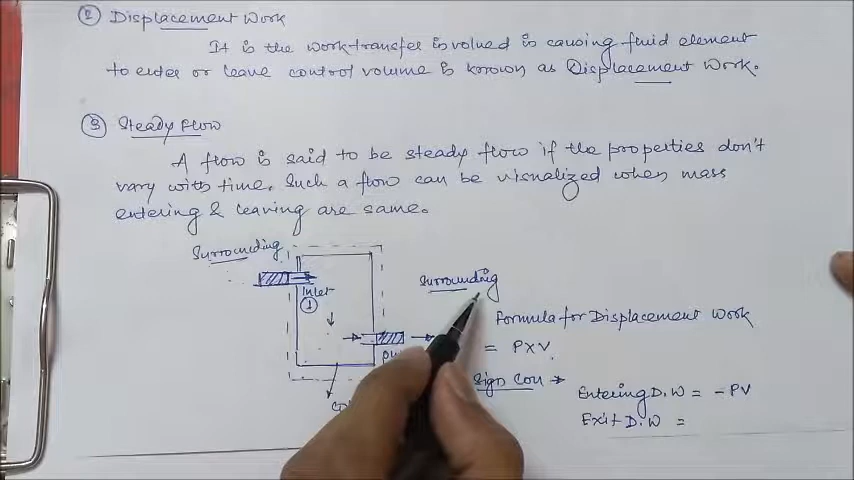 ② Displacement Work
It is the work transfer involved is causing fluid element
to enter or leave control volume is known as Displacement Work.
③ Steady Flow
A flow is said to be steady flow if the properties don't
vary with time. Such a flow can be visualized when mass
entering & leaving are same.
Surrounding
Surrounding
Inlet
①
Formula for Displacement Work
= P×V.
Sign Con →
Entering D.W = -PV
Exit D.W =